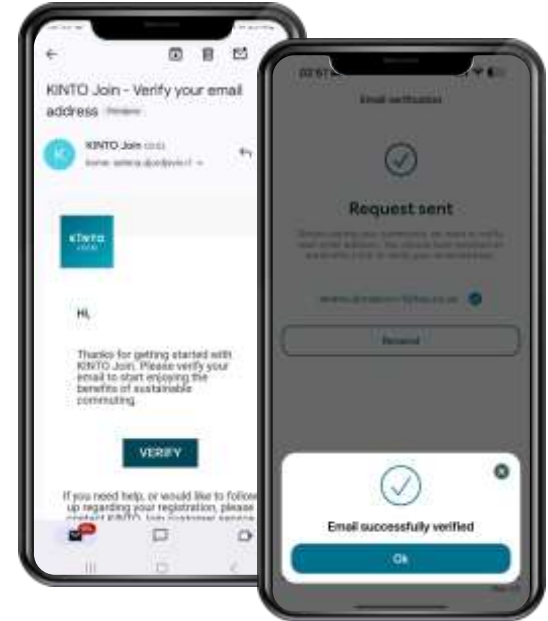 KINTO Join - Verify your email
address
KINTO Join
KINTO
JOIN
Hi,
Thanks for getting started with
KINTO Join. Please verify your
email to start enjoying the
benefits of sustainable
commuting.
VERIFY
If you need help, or would like to follow
up regarding your registration, please
contact KINTO Join customer service
Email verification
Request sent
Resend
Email successfully verified
Ok